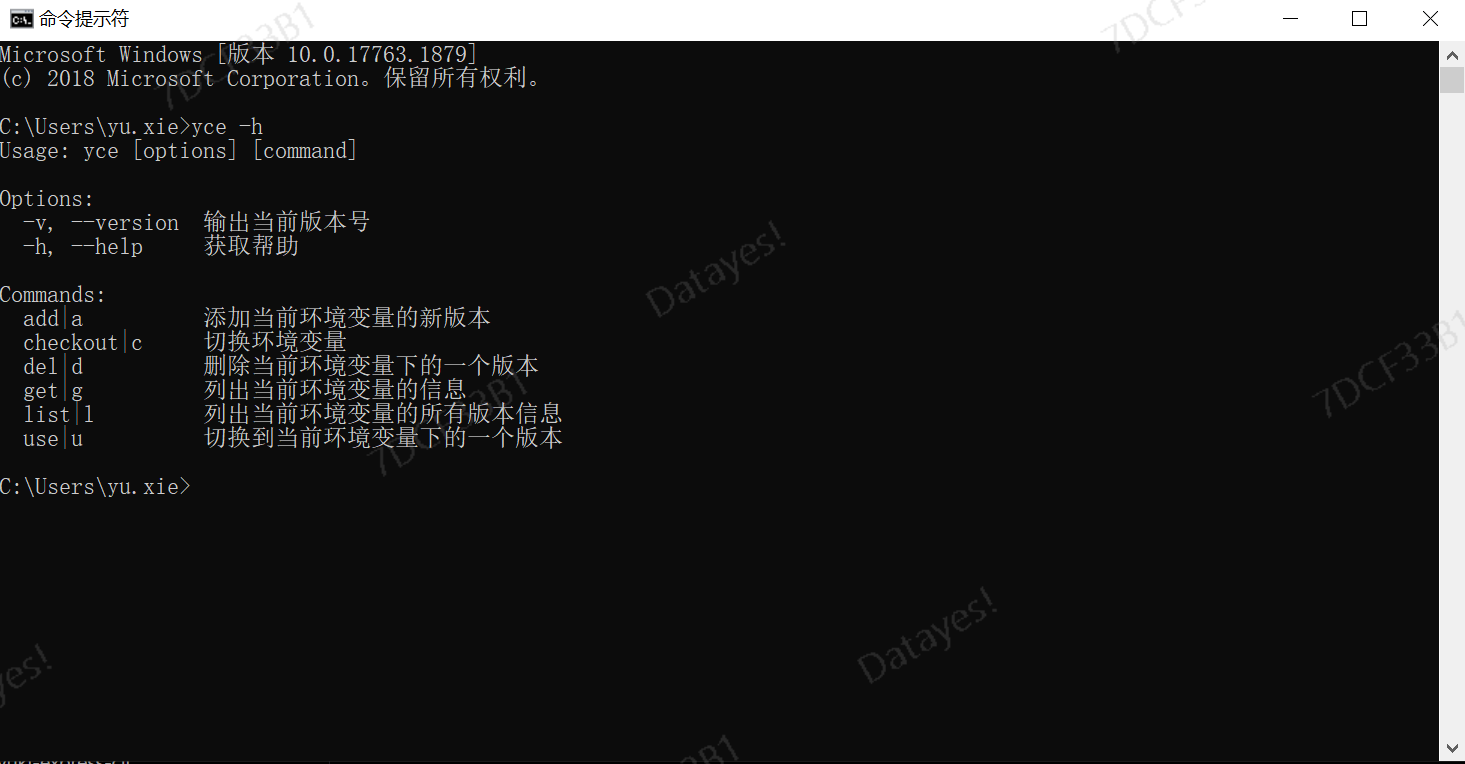 命令提示符
Microsoft Windows [版本 10.0.17763.1879]
(c) 2018 Microsoft Corporation。保留所有权利。
C:\Users\yu.xie>yce -h
Usage: yce [options] [command]
Options:
  -v, --version  输出当前版本号
  -h, --help     获取帮助
Commands:
  add|a          添加当前环境变量的新版本
  checkout|c     切换环境变量
  del|d          删除当前环境变量下的一个版本
  get|g          列出当前环境变量的信息
  list|l         列出当前环境变量的所有版本信息
  use|u          切换到当前环境变量下的一个版本
C:\Users\yu.xie>
7DCF33B1
Datayes!
7DCF33B1
7DCF33B1
Datayes!